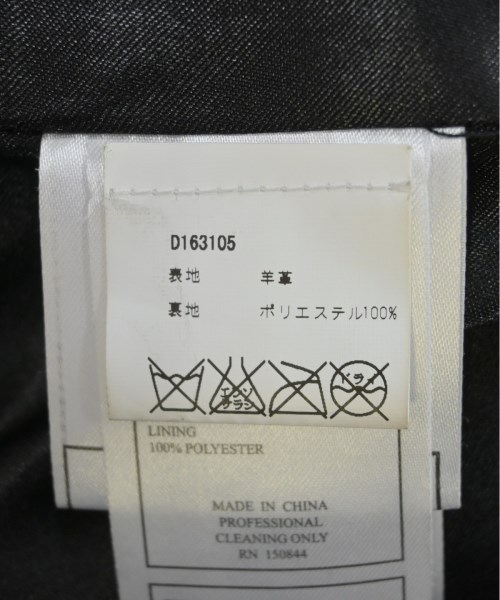 D163105
表地 羊革
裏地 ポリエステル100%
エンソ
サラシ
ドライ
LINING
100% POLYESTER
MADE IN CHINA
PROFESSIONAL
CLEANING ONLY
RN 150844